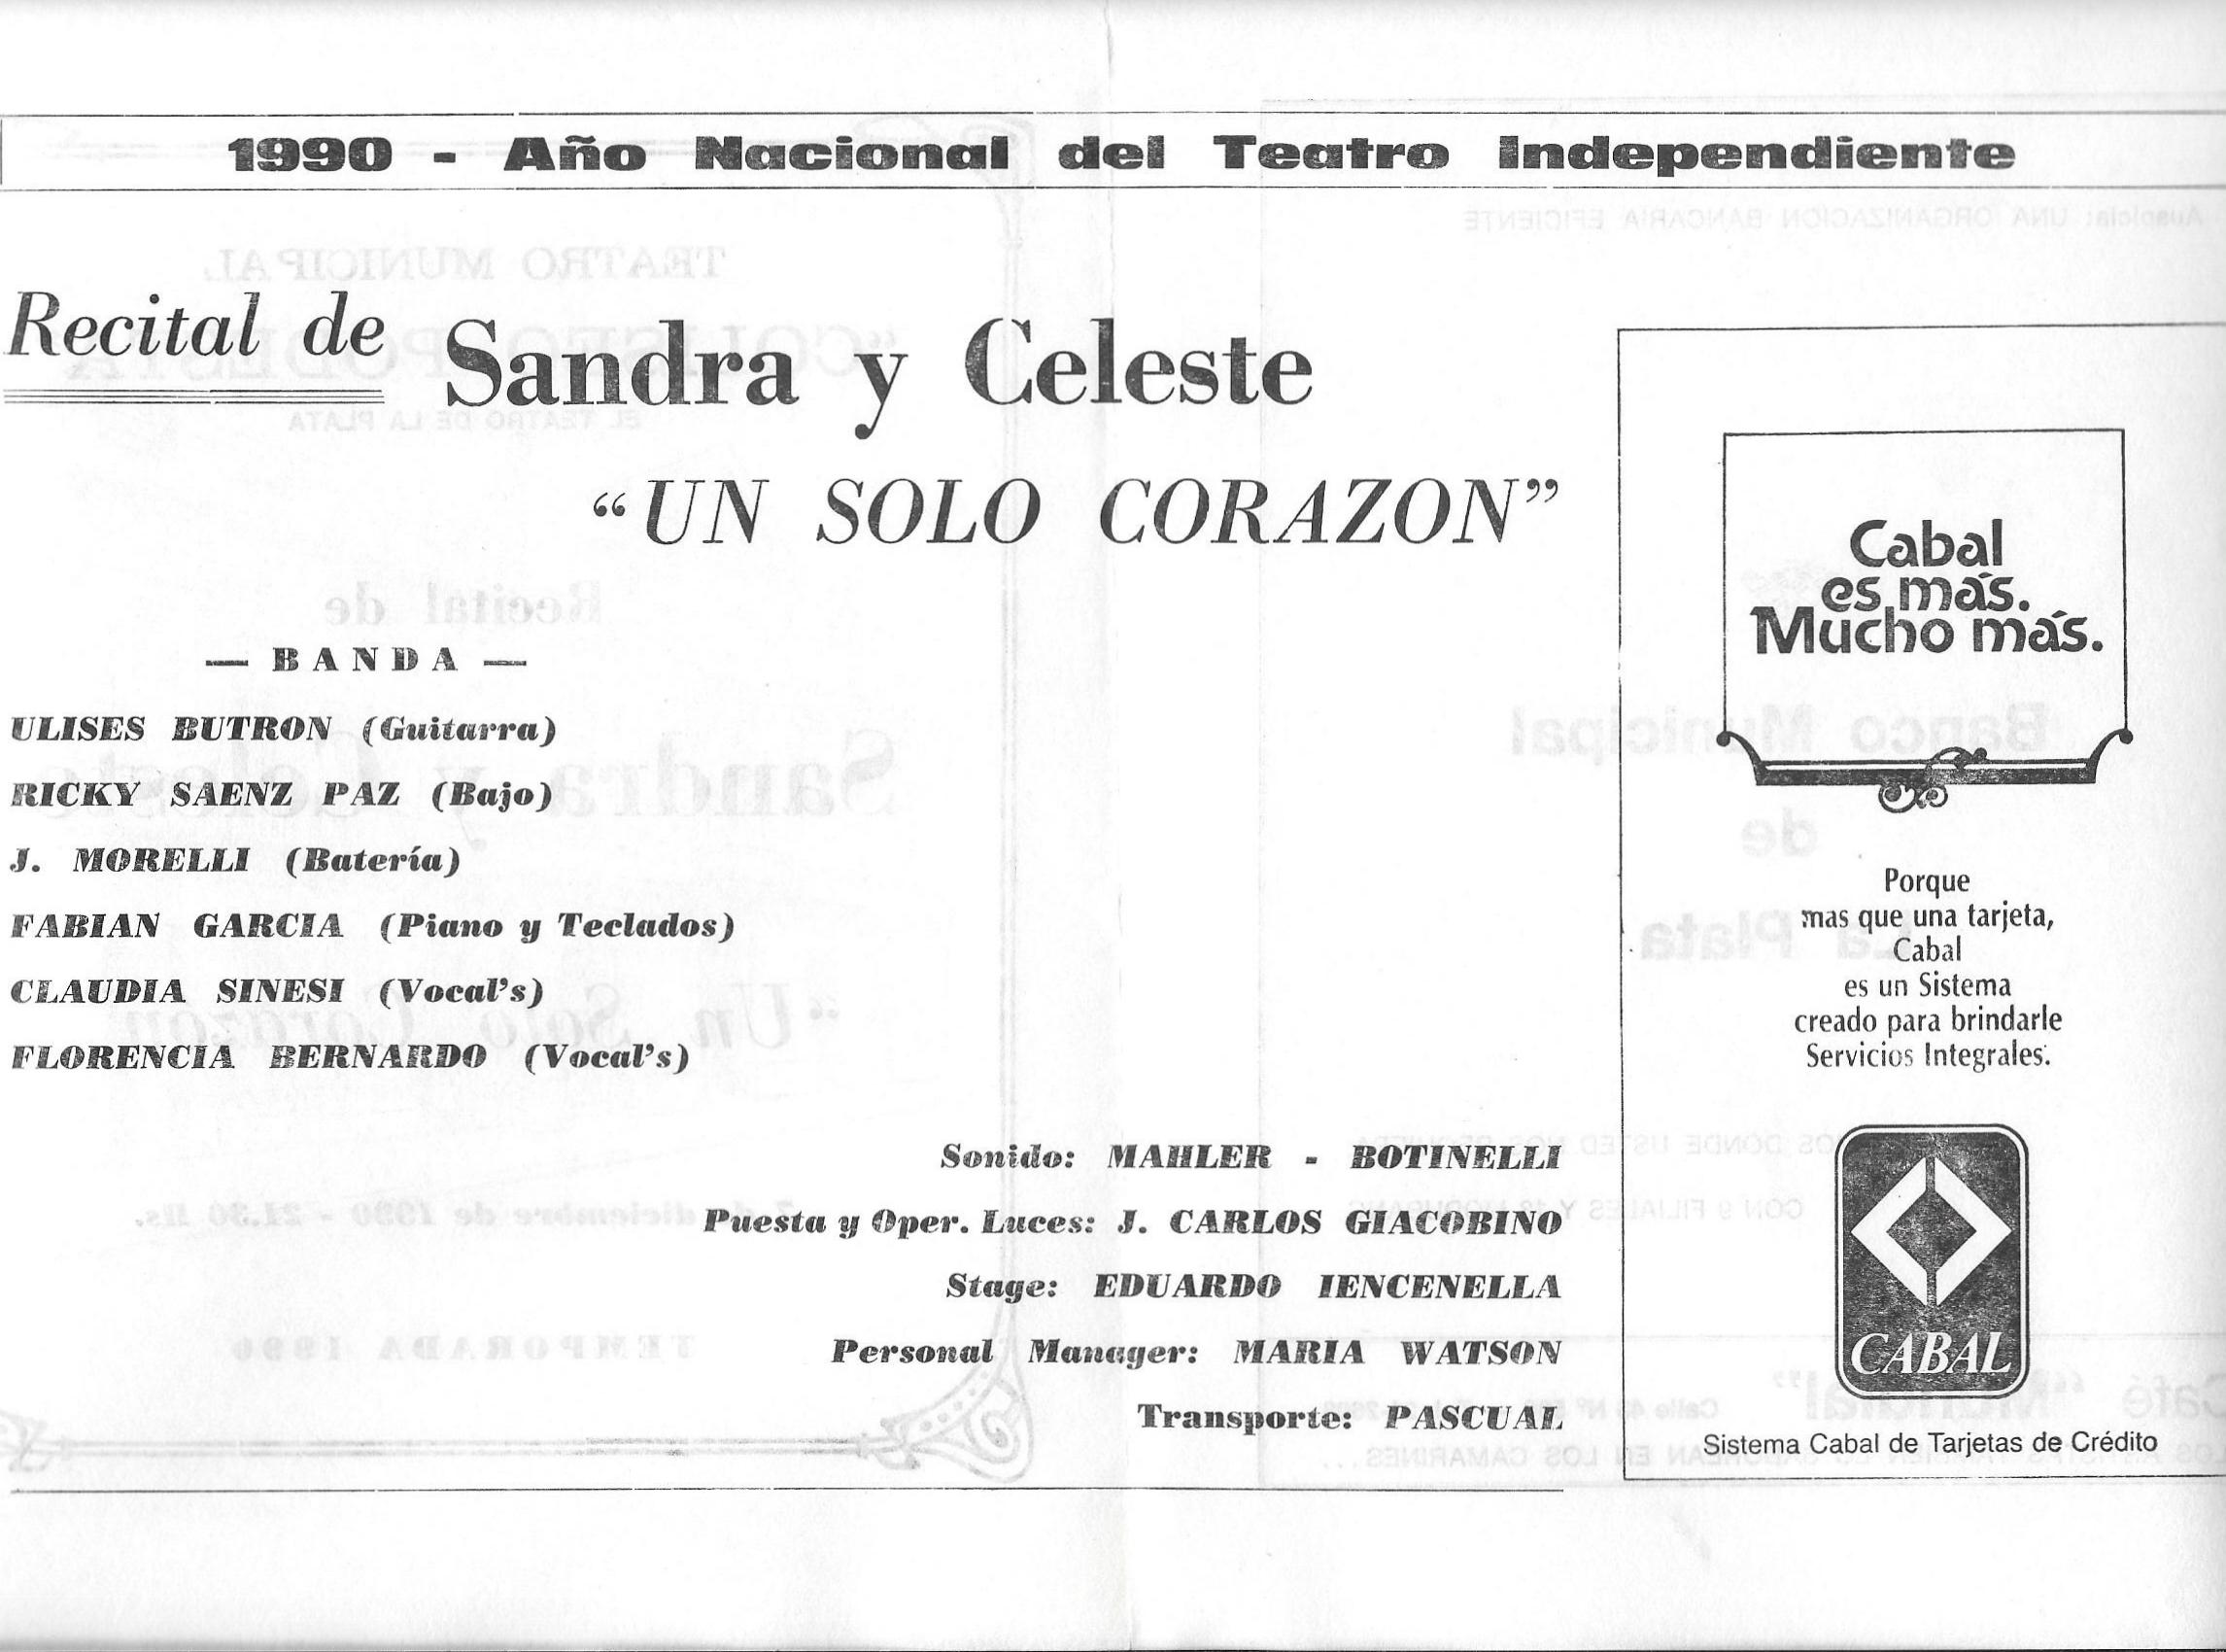 1990 - Año Nacional del Teatro Independiente
Recital de Sandra y Celeste
“UN SOLO CORAZON”
— BANDA —
ULISES BUTRON (Guitarra)
RICKY SAENZ PAZ (Bajo)
J. MORELLI (Batería)
FABIAN GARCIA (Piano y Teclados)
CLAUDIA SINESI (Vocal’s)
FLORENCIA BERNARDO (Vocal’s)
Sonido: MAHLER - BOTINELLI
Puesta y Oper. Luces: J. CARLOS GIACOBINO
Stage: EDUARDO IENCENELLA
Personal Manager: MARIA WATSON
Transporte: PASCUAL
Cabal
es más.
Mucho más.
Porque
mas que una tarjeta,
Cabal
es un Sistema
creado para brindarle
Servicios Integrales.
CABAL
Sistema Cabal de Tarjetas de Crédito